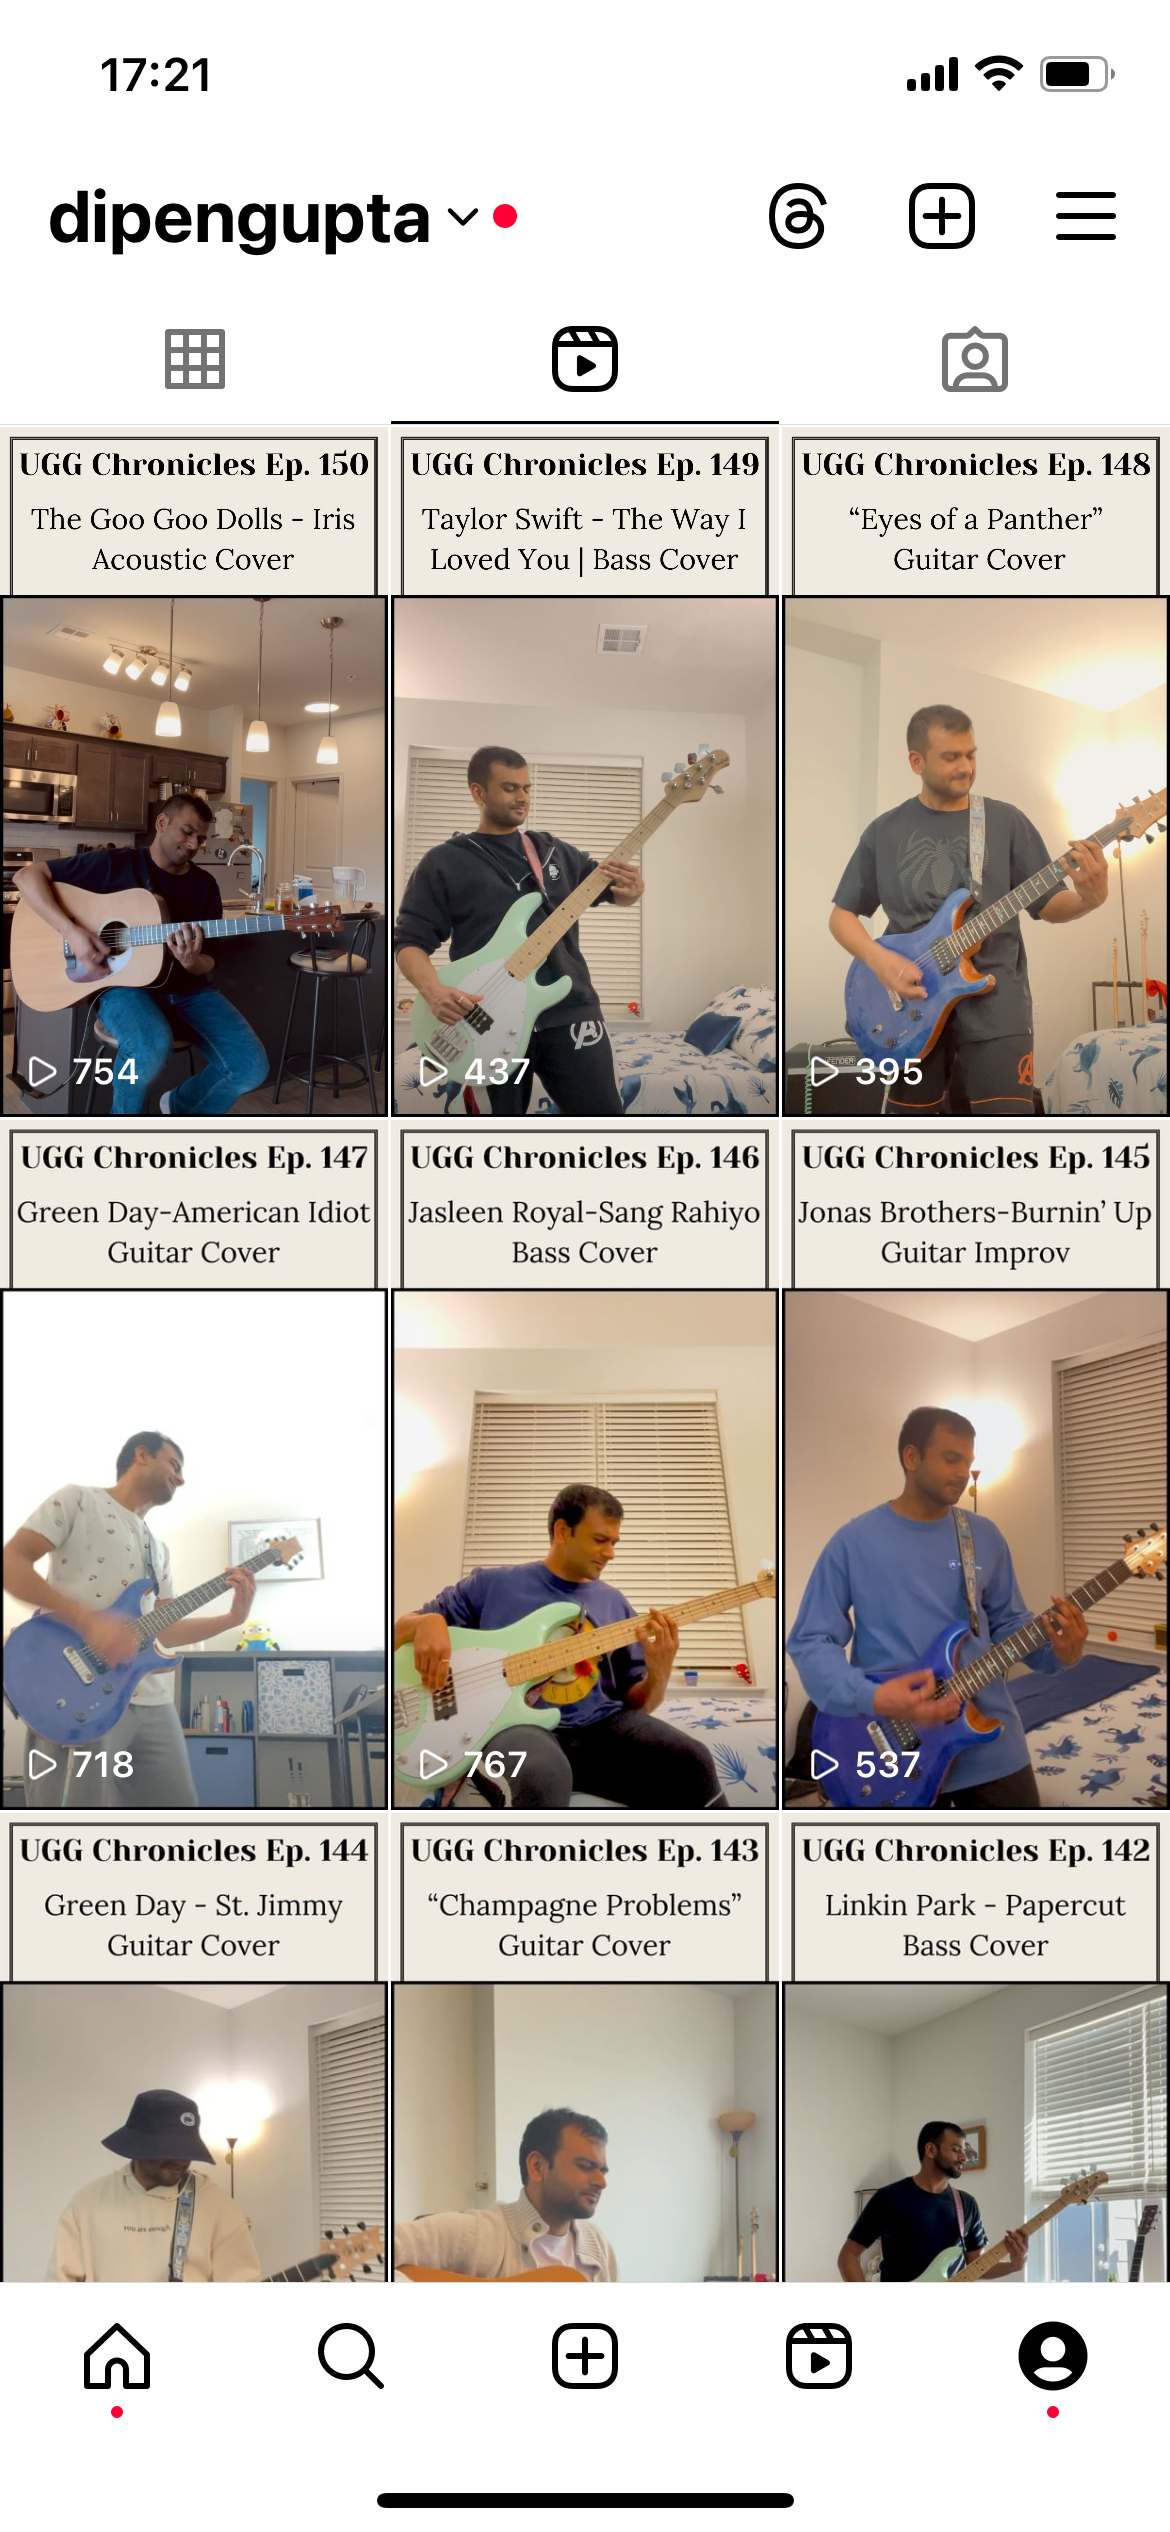 17:21
dipengupta
UGG Chronicles Ep. 150
The Goo Goo Dolls - Iris
Acoustic Cover
754
UGG Chronicles Ep. 149
Taylor Swift - The Way I
Loved You | Bass Cover
437
UGG Chronicles Ep. 148
“Eyes of a Panther”
Guitar Cover
FENDER
395
UGG Chronicles Ep. 147
Green Day-American Idiot
Guitar Cover
718
UGG Chronicles Ep. 146
Jasleen Royal-Sang Rahiyo
Bass Cover
767
UGG Chronicles Ep. 145
Jonas Brothers-Burnin’ Up
Guitar Improv
537
UGG Chronicles Ep. 144
Green Day - St. Jimmy
Guitar Cover
you are enough
UGG Chronicles Ep. 143
“Champagne Problems”
Guitar Cover
UGG Chronicles Ep. 142
Linkin Park - Papercut
Bass Cover